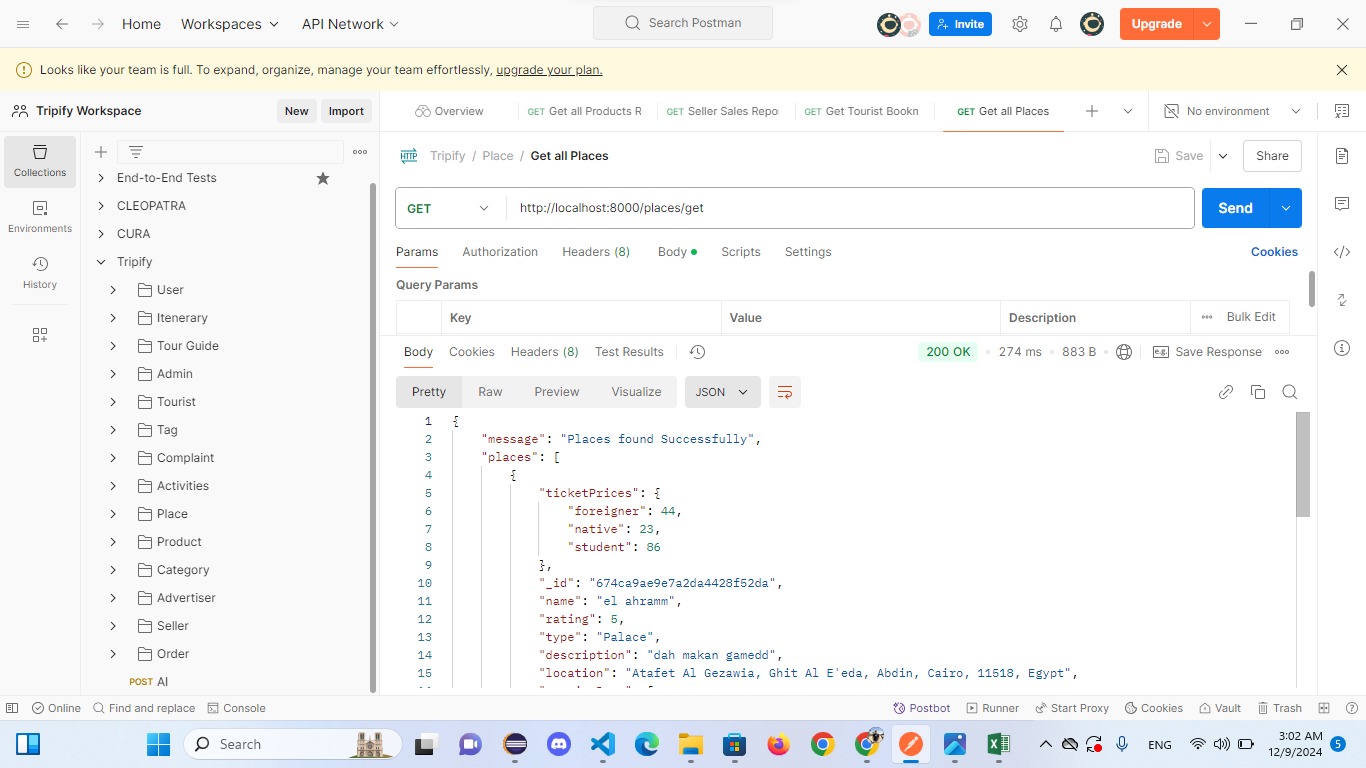 Home Workspaces API Network Search Postman Invite Upgrade
Looks like your team is full. To expand, organize, manage your team effortlessly, upgrade your plan.
Tripify Workspace New Import Overview GET Get all Products R GET Seller Sales Repo GET Get Tourist Bookn GET Get all Places No environment
Collections
Environments
History
End-to-End Tests
CLEOPATRA
CURA
Tripify
User
Itenerary
Tour Guide
Admin
Tourist
Tag
Complaint
Activities
Place
Product
Category
Advertiser
Seller
Order
POST AI
HTTP Tripify / Place / Get all Places Save Share
GET http://localhost:8000/places/get Send
Params Authorization Headers (8) Body Scripts Settings Cookies
Query Params
Key Value Description Bulk Edit
Body Cookies Headers (8) Test Results 200 OK 274 ms 883 B e.g. Save Response
Pretty Raw Preview Visualize JSON
1 {
2 "message": "Places found Successfully",
3 "places": [
4 {
5 "ticketPrices": {
6 "foreigner": 44,
7 "native": 23,
8 "student": 86
9 },
10 "_id": "674ca9ae9e7a2da4428f52da",
11 "name": "el ahramm",
12 "rating": 5,
13 "type": "Palace",
14 "description": "dah makan gamedd",
15 "location": "Atafet Al Gezawia, Ghit Al E'eda, Abdin, Cairo, 11518, Egypt",
Online Find and replace Console Postbot Runner Start Proxy Cookies Vault Trash
Search ENG 3:02 AM 5
12/9/2024